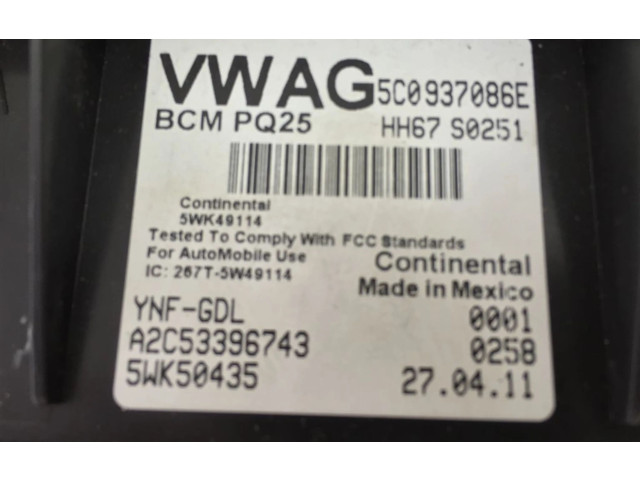 VWAG 5C0937086E
BCM PQ25 HH67 S0251
Continental
5WK49114
Tested To Comply With FCC Standards
For AutoMobile Use
IC: 267T-5W49114
Continental
Made in Mexico
YNF-GDL 0001
A2C53396743 0258
5WK50435 27.04.11